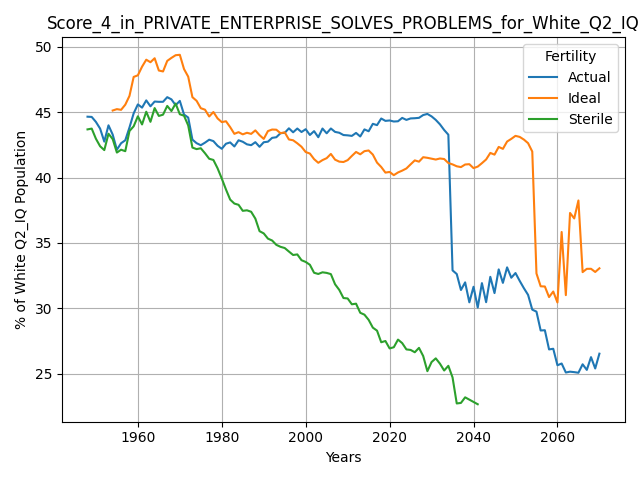 Score_4_in_PRIVATE_ENTERPRISE_SOLVES_PROBLEMS_for_White_Q2_IQ
Fertility
Actual
Ideal
Sterile
% of White Q2_IQ Population
50
45
40
35
30
25
1960
1980
2000
2020
2040
2060
Years